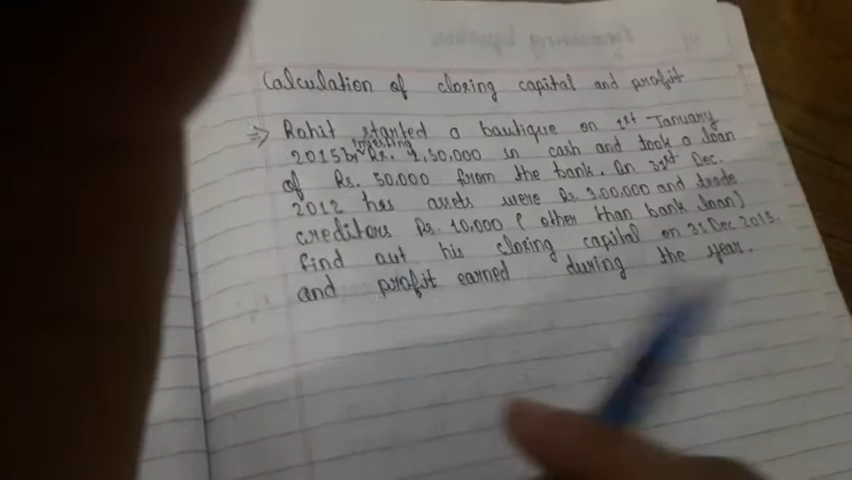 Calculation of closing capital and profit
⇒ Rohit started a boutique on 1st January
2015 by investing Rs. 1,50,000 in cash and took a loan
of Rs. 50,000 from the bank. On 31st Dec.
2012 his assets were Rs. 3,00,000 and trade
creditors Rs. 10,000 (other than bank loan)
find out his closing capital on 31 Dec 2015.
and profit earned during the year.